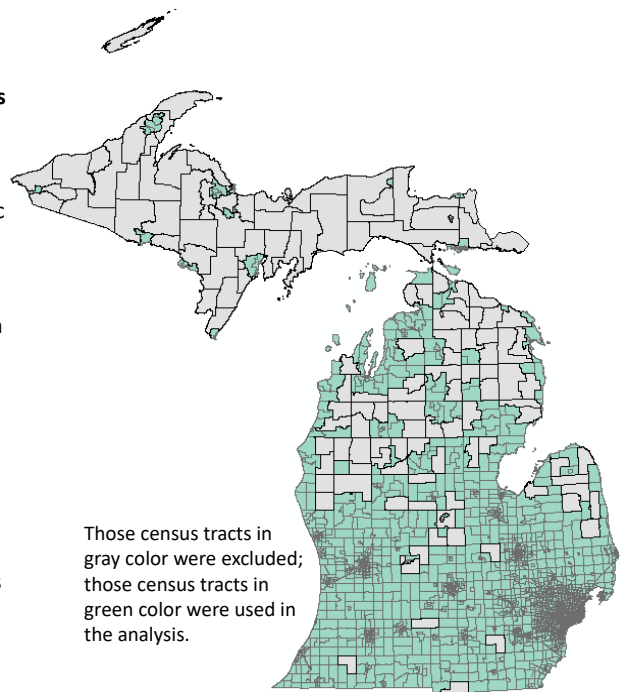 s
c
n
Those census tracts in
gray color were excluded;
s
those census tracts in
green color were used in
the analysis.